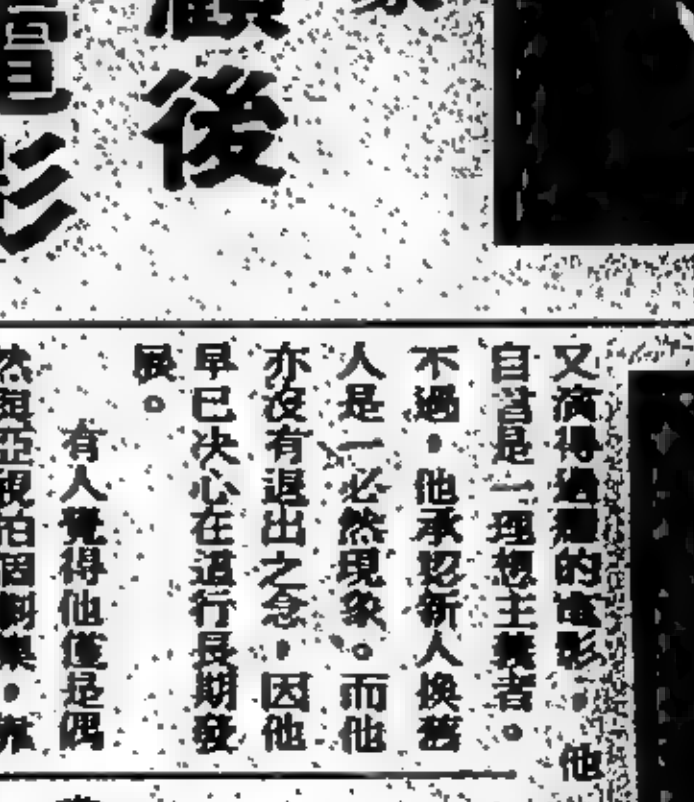 後
電影
又演得過癮的電影，他
自言是一理想主義者。
不過，他承認新人換舊
人是一必然現象。而他
亦沒有退出之念，因他
早已決心在這行長期發
展。
有人覺得他僅是偶